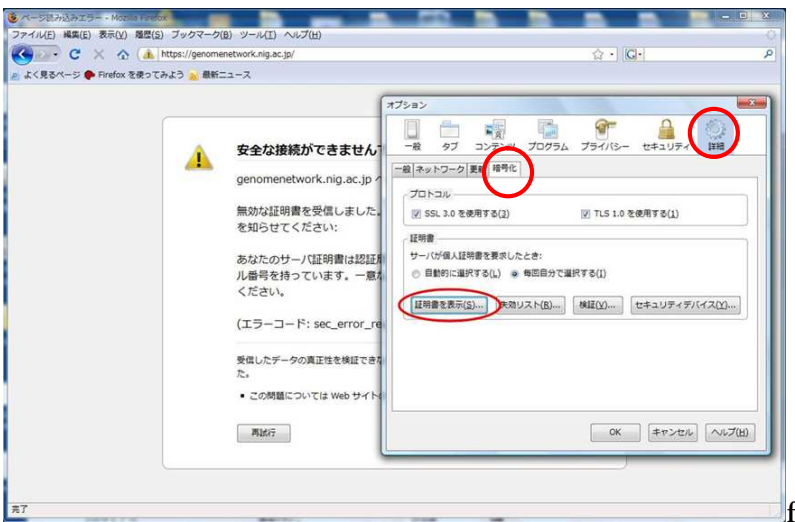 ページ読み込みエラー - Mozilla Firefox
ファイル(F) 編集(E) 表示(V) 履歴(S) ブックマーク(B) ツール(T) ヘルプ(H)
https://genomenetwork.nig.ac.jp/
よく見るページ Firefox を使ってみよう 最新ニュース
オプション
一般 タブ コンテンツ プログラム プライバシー セキュリティ 詳細
一般 ネットワーク 更新 暗号化
プロトコル
SSL 3.0 を使用する(3) TLS 1.0 を使用する(1)
証明書
サーバが個人証明書を要求したとき:
自動的に選択する(L) 毎回自分で選択する(I)
証明書を表示(S)... 失効リスト(R)... 検証(V)... セキュリティデバイス(Y)...
OK キャンセル ヘルプ(H)
安全な接続ができません
genomenetwork.nig.ac.jp へ
無効な証明書を受信しました。
を知らせてください:
あなたのサーバ証明書は認証局
ル番号を持っています。一意な
ください。
(エラーコード: sec_error_re
受信したデータの真正性を検証できな
た。
この問題については Web サイトの
再試行
完了
f